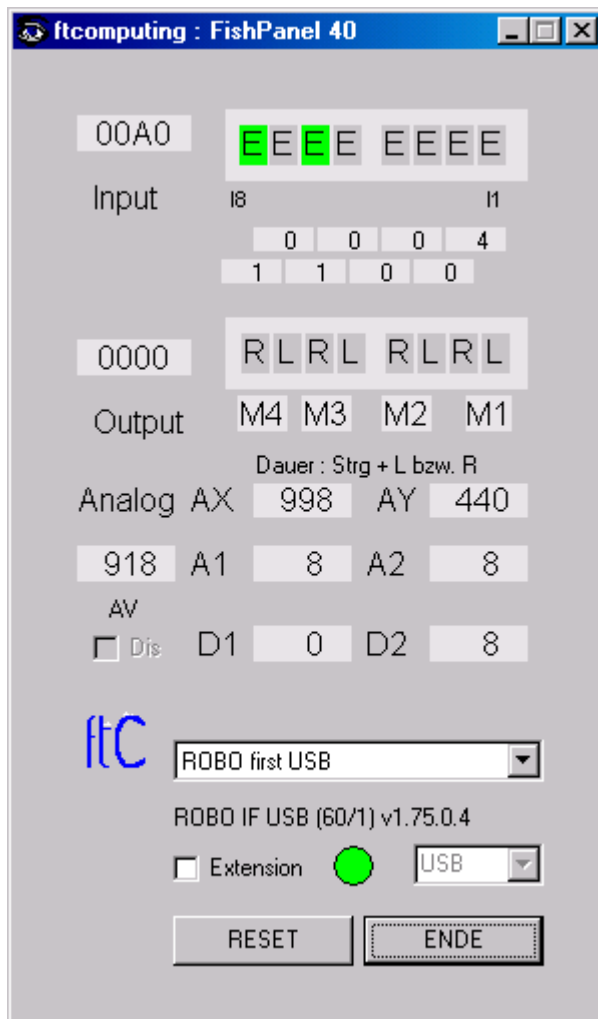 ftcomputing : FishPanel 40
00A0 E E E E E E E E
Input I8 I1
0 0 0 4
1 1 0 0
0000 R L R L R L R L
Output M4 M3 M2 M1
Dauer : Strg + L bzw. R
Analog AX 998 AY 440
918 A1 8 A2 8
AV
Dis D1 0 D2 8
ftC ROBO first USB
ROBO IF USB (60/1) v1.75.0.4
Extension USB
RESET ENDE